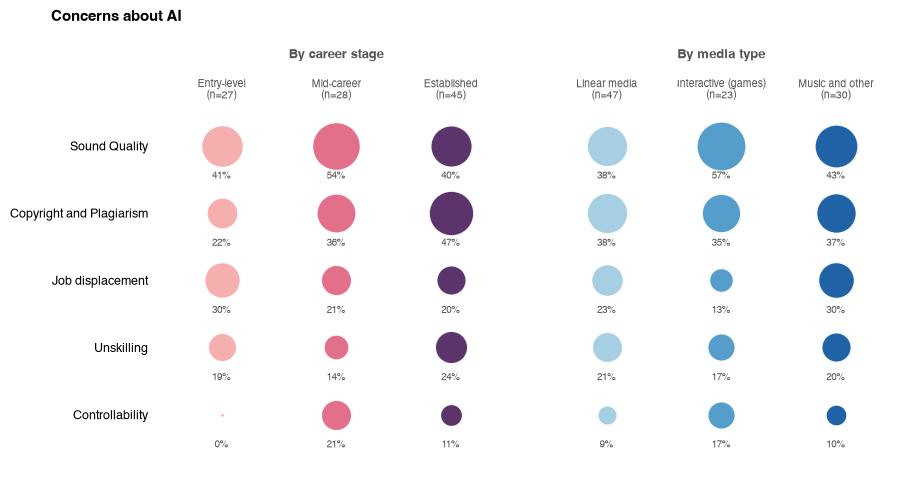 Concerns about AI
By career stage
By media type
Entry-level
(n=27)
Mid-career
(n=28)
Established
(n=45)
Linear media
(n=47)
Interactive (games)
(n=23)
Music and other
(n=30)
Sound Quality
41%
54%
40%
38%
57%
43%
Copyright and Plagiarism
22%
36%
47%
38%
35%
37%
Job displacement
30%
21%
20%
23%
13%
30%
Unskilling
19%
14%
24%
21%
17%
20%
Controllability
0%
21%
11%
9%
17%
10%